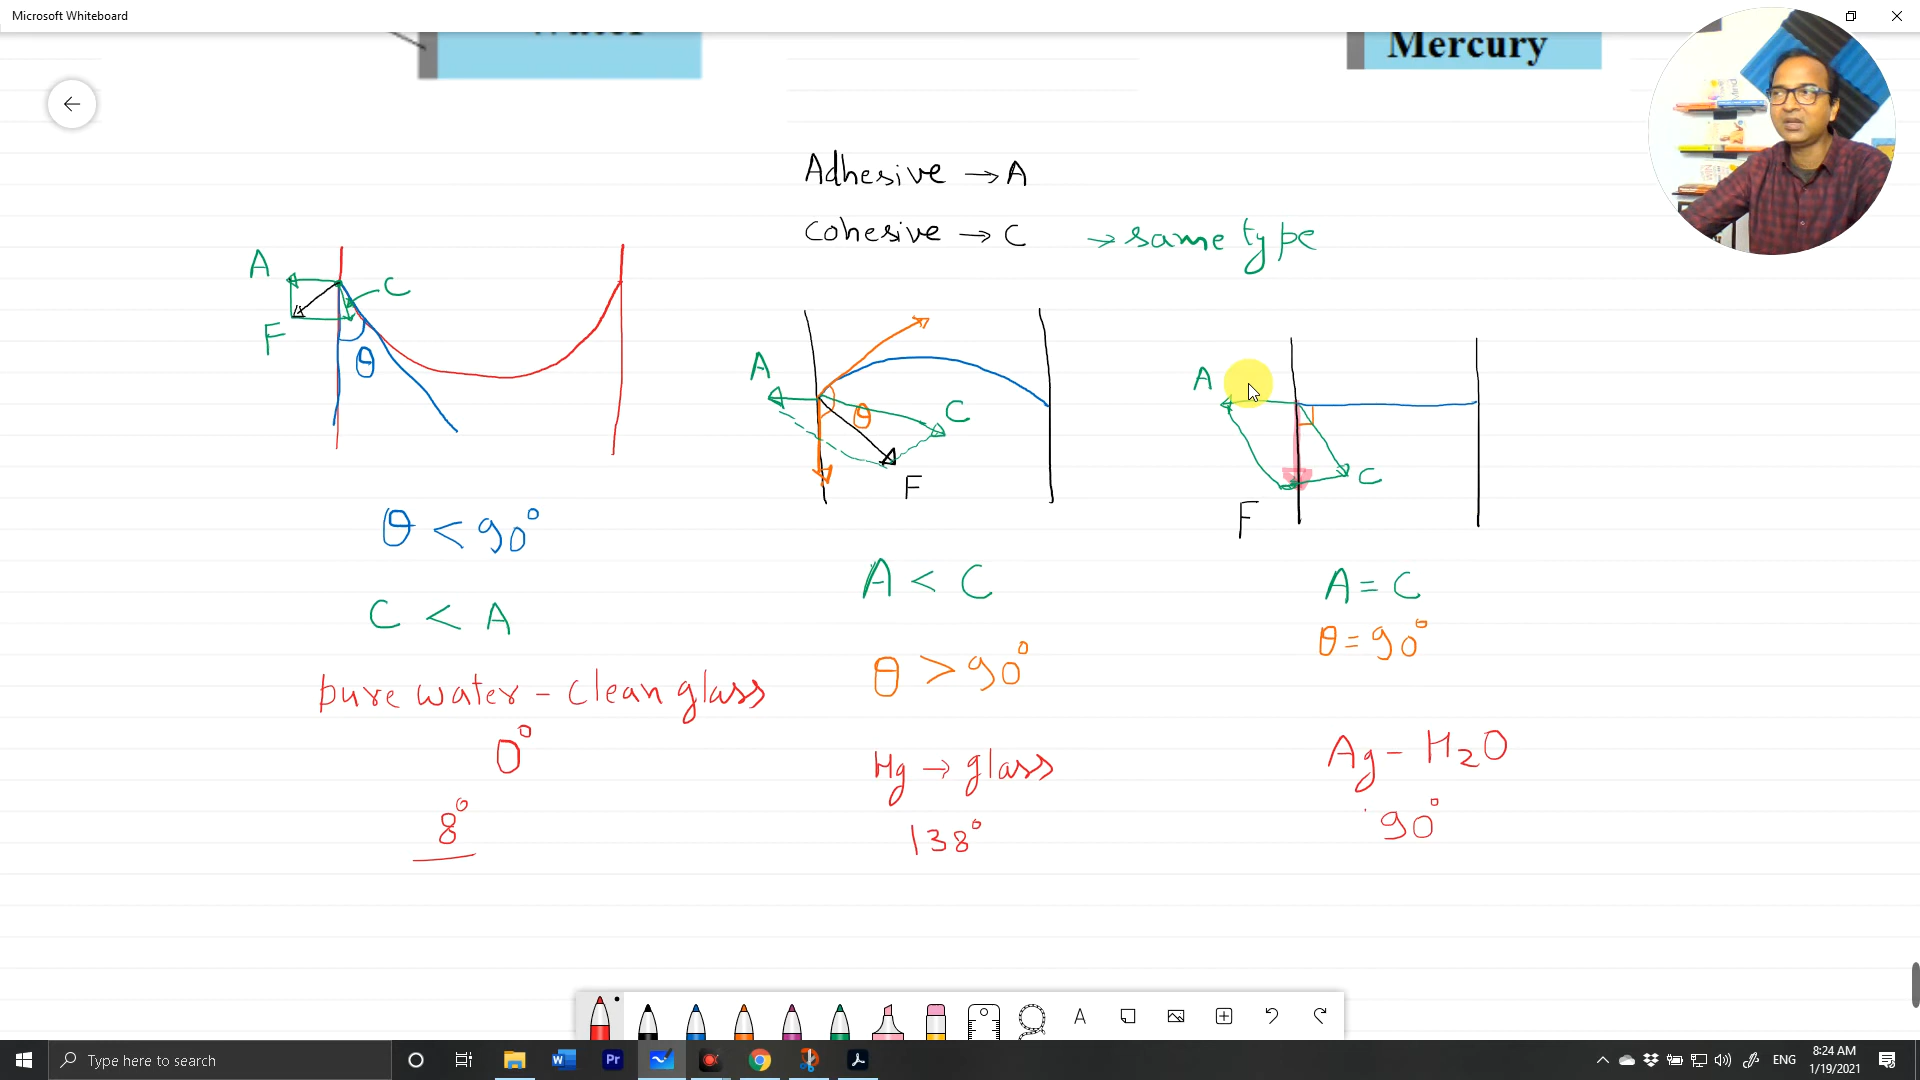 Microsoft Whiteboard
Water
Mercury
Adhesive → A
Cohesive → C → same type
A
C
F
θ
A
C
θ
F
A
C
F
θ < 90°
C < A
pure water - clean glass
0°
8°
A < C
θ > 90°
Hg → glass
138°
A = C
θ = 90°
Ag - H2O
90°
Type here to search
ENG
8:24 AM
1/19/2021